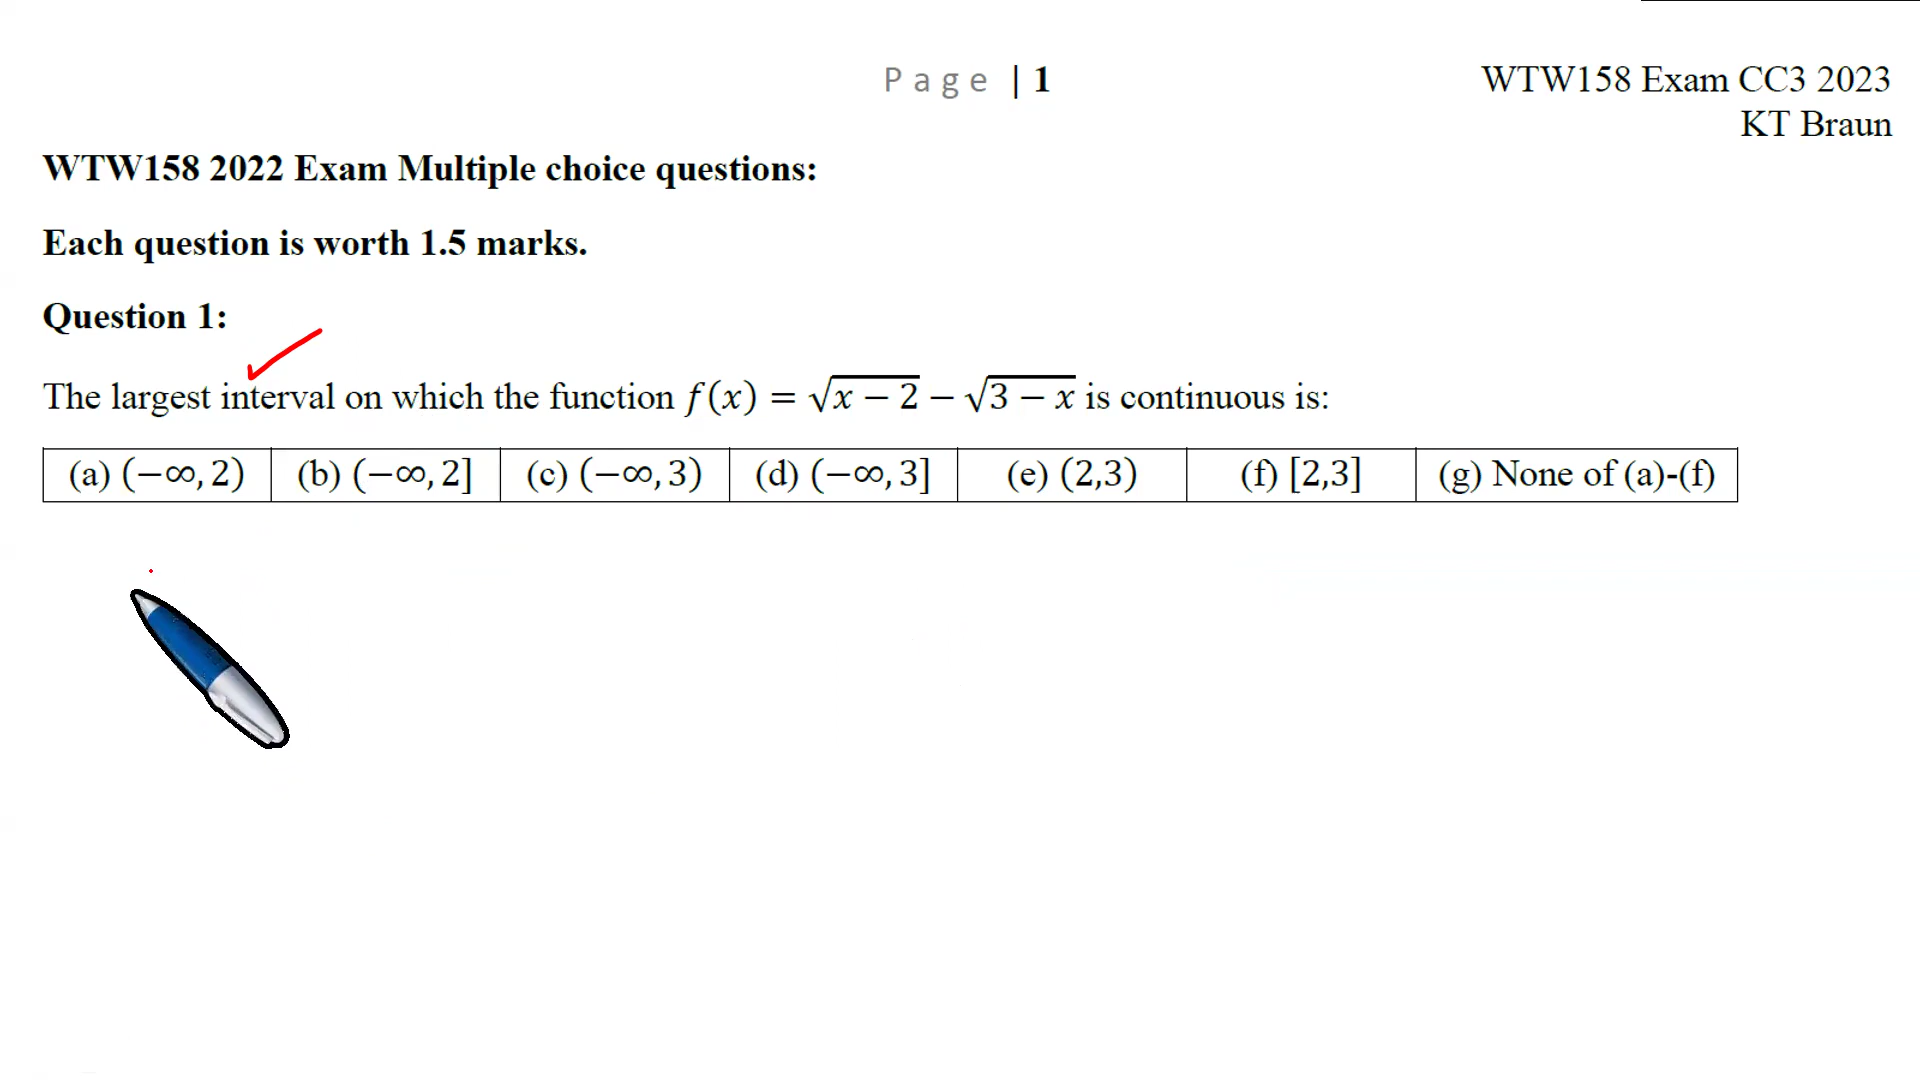 Page | 1
WTW158 Exam CC3 2023
KT Braun
WTW158 2022 Exam Multiple choice questions:
Each question is worth 1.5 marks.
Question 1:
The largest interval on which the function f(x) = √(x − 2) − √(3 − x) is continuous is:
(a) (−∞, 2) (b) (−∞, 2] (c) (−∞, 3) (d) (−∞, 3] (e) (2,3) (f) [2,3] (g) None of (a)-(f)